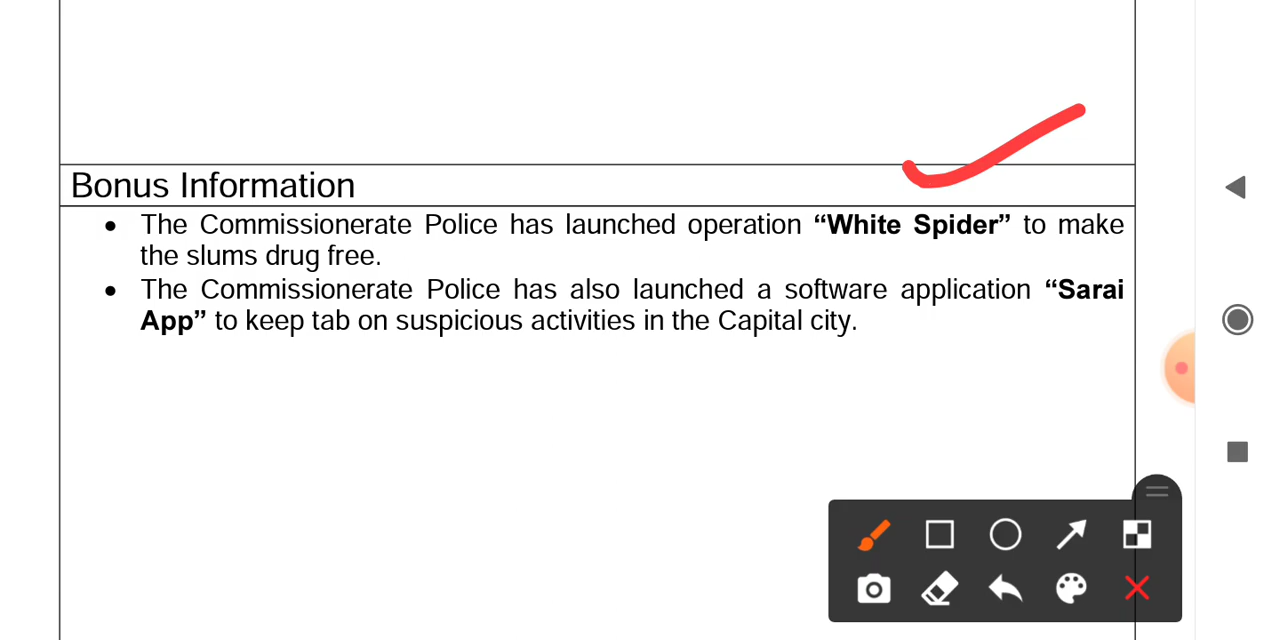 Bonus Information
• The Commissionerate Police has launched operation “White Spider” to make
the slums drug free.
• The Commissionerate Police has also launched a software application “Sarai
App” to keep tab on suspicious activities in the Capital city.